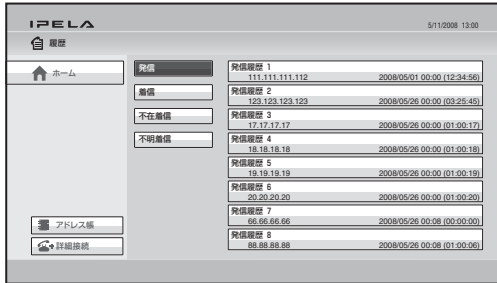 IPELA
5/11/2008 13:00
履歴
ホーム
発信
着信
不在着信
不明着信
発信履歴 1
111.111.111.112 2008/05/01 00:00 (12:34:56)
発信履歴 2
123.123.123.123 2008/05/26 00:00 (03:25:45)
発信履歴 3
17.17.17.17 2008/05/26 00:00 (01:00:17)
発信履歴 4
18.18.18.18 2008/05/26 00:00 (01:00:18)
発信履歴 5
19.19.19.19 2008/05/26 00:00 (01:00:19)
発信履歴 6
20.20.20.20 2008/05/26 00:00 (01:00:20)
発信履歴 7
66.66.66.66 2008/05/26 00:08 (00:00:00)
発信履歴 8
88.88.88.88 2008/05/26 00:08 (01:00:06)
アドレス帳
詳細接続